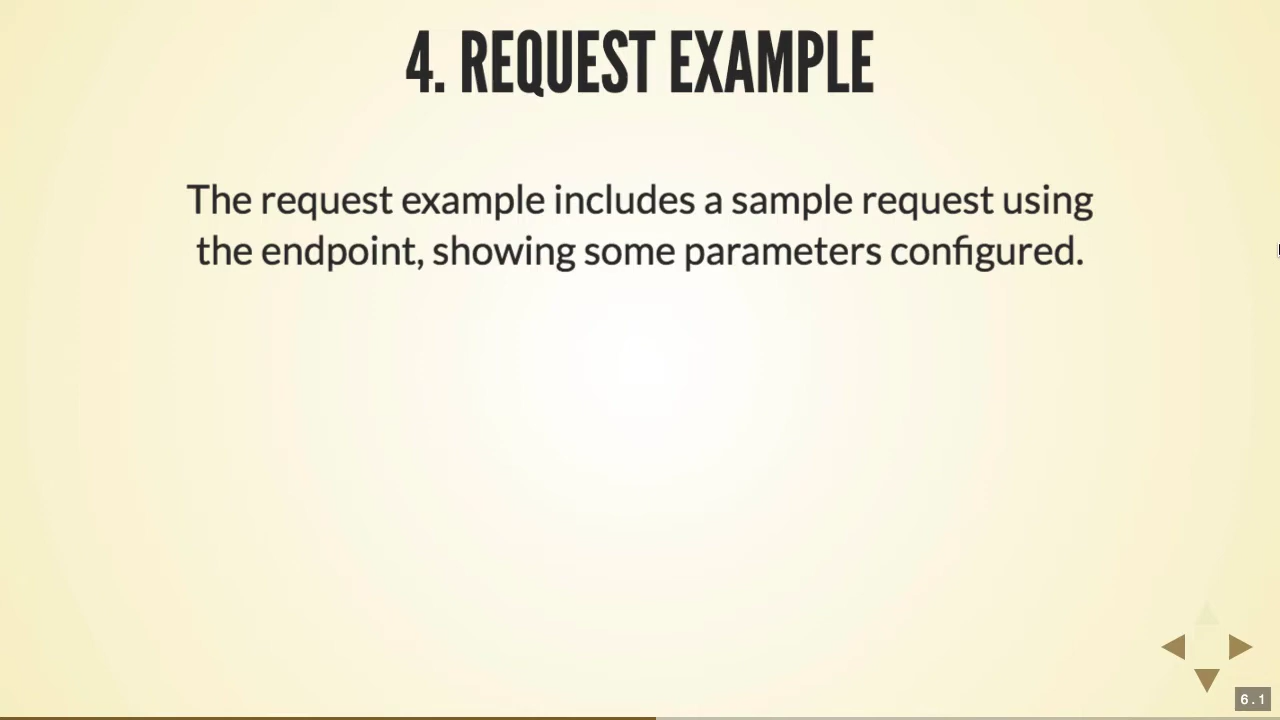 4. REQUEST EXAMPLE
The request example includes a sample request using
the endpoint, showing some parameters configured.
6.1